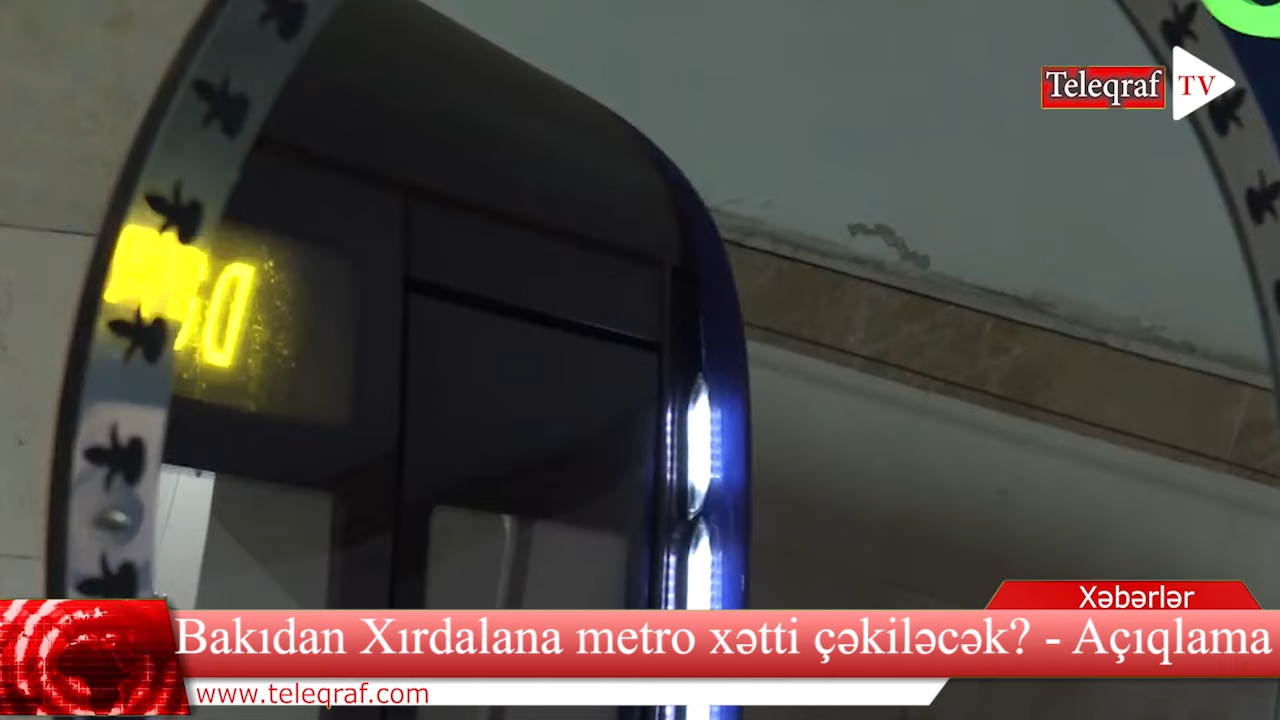 Teleqraf TV
Xəbərlər
Bakıdan Xırdalana metro xətti çəkiləcək? - Açıqlama
www.teleqraf.com